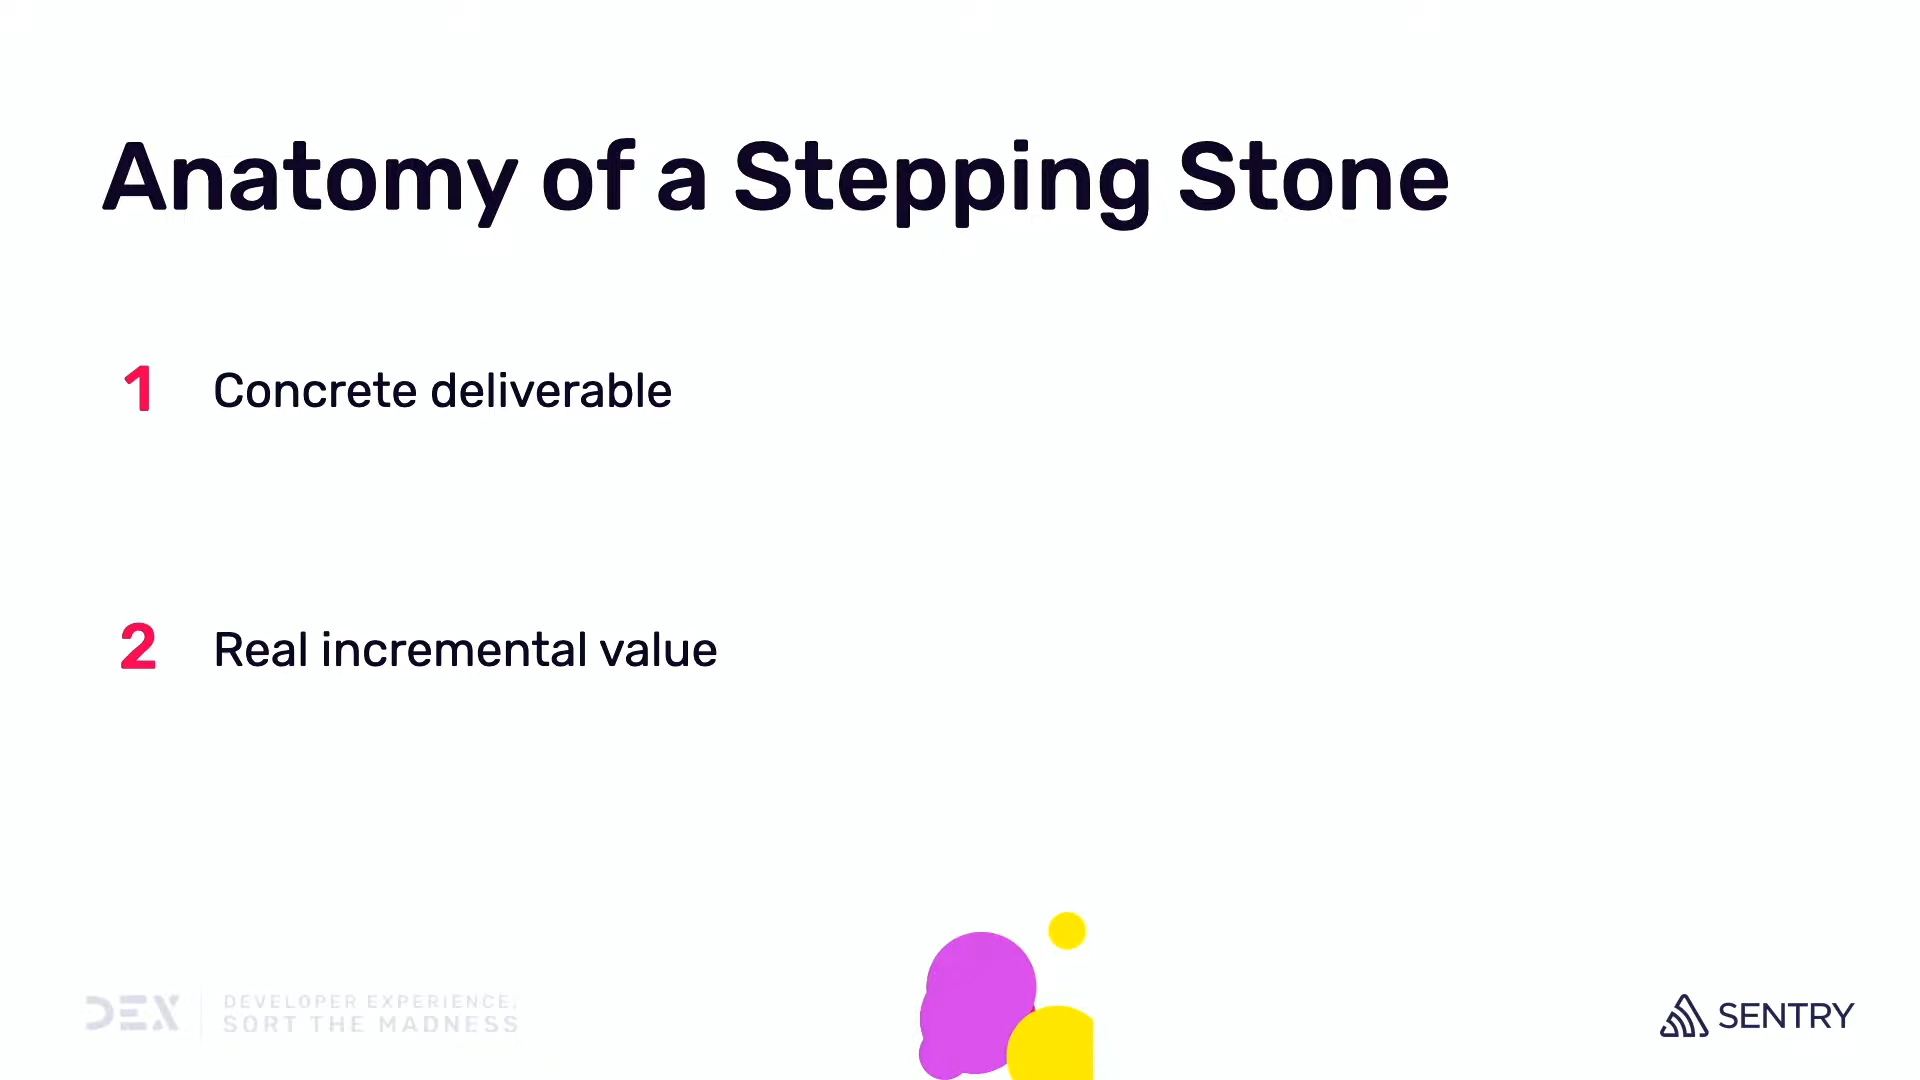 Anatomy of a Stepping Stone
1 Concrete deliverable
2 Real incremental value
DEX
DEVELOPER EXPERIENCE,
SORT THE MADNESS
SENTRY